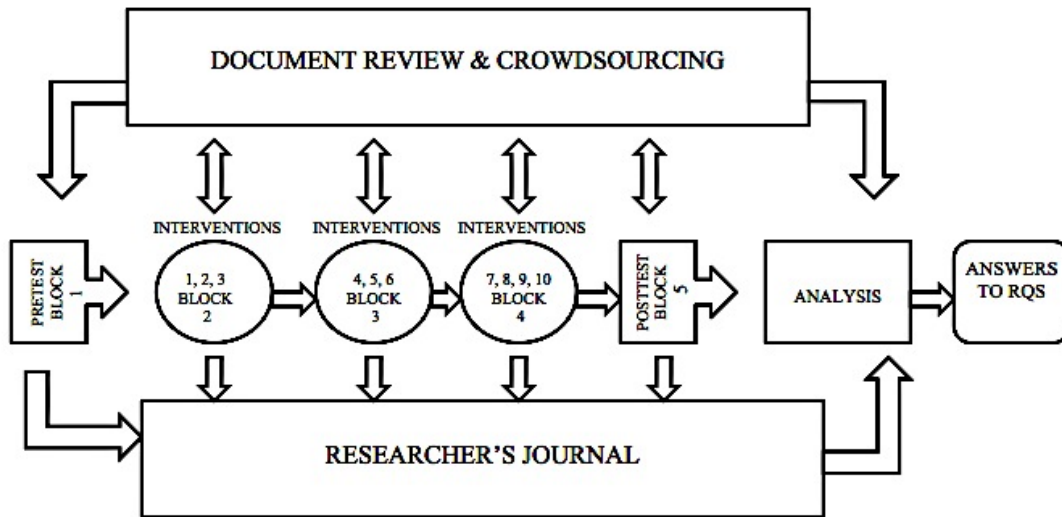 DOCUMENT REVIEW & CROWDSOURCING
INTERVENTIONS
INTERVENTIONS
INTERVENTIONS
PRETEST
BLOCK
1
1, 2, 3
BLOCK
2
4, 5, 6
BLOCK
3
7, 8, 9, 10
BLOCK
4
POSTTEST
BLOCK
5
ANALYSIS
ANSWERS
TO RQS
RESEARCHER’S JOURNAL